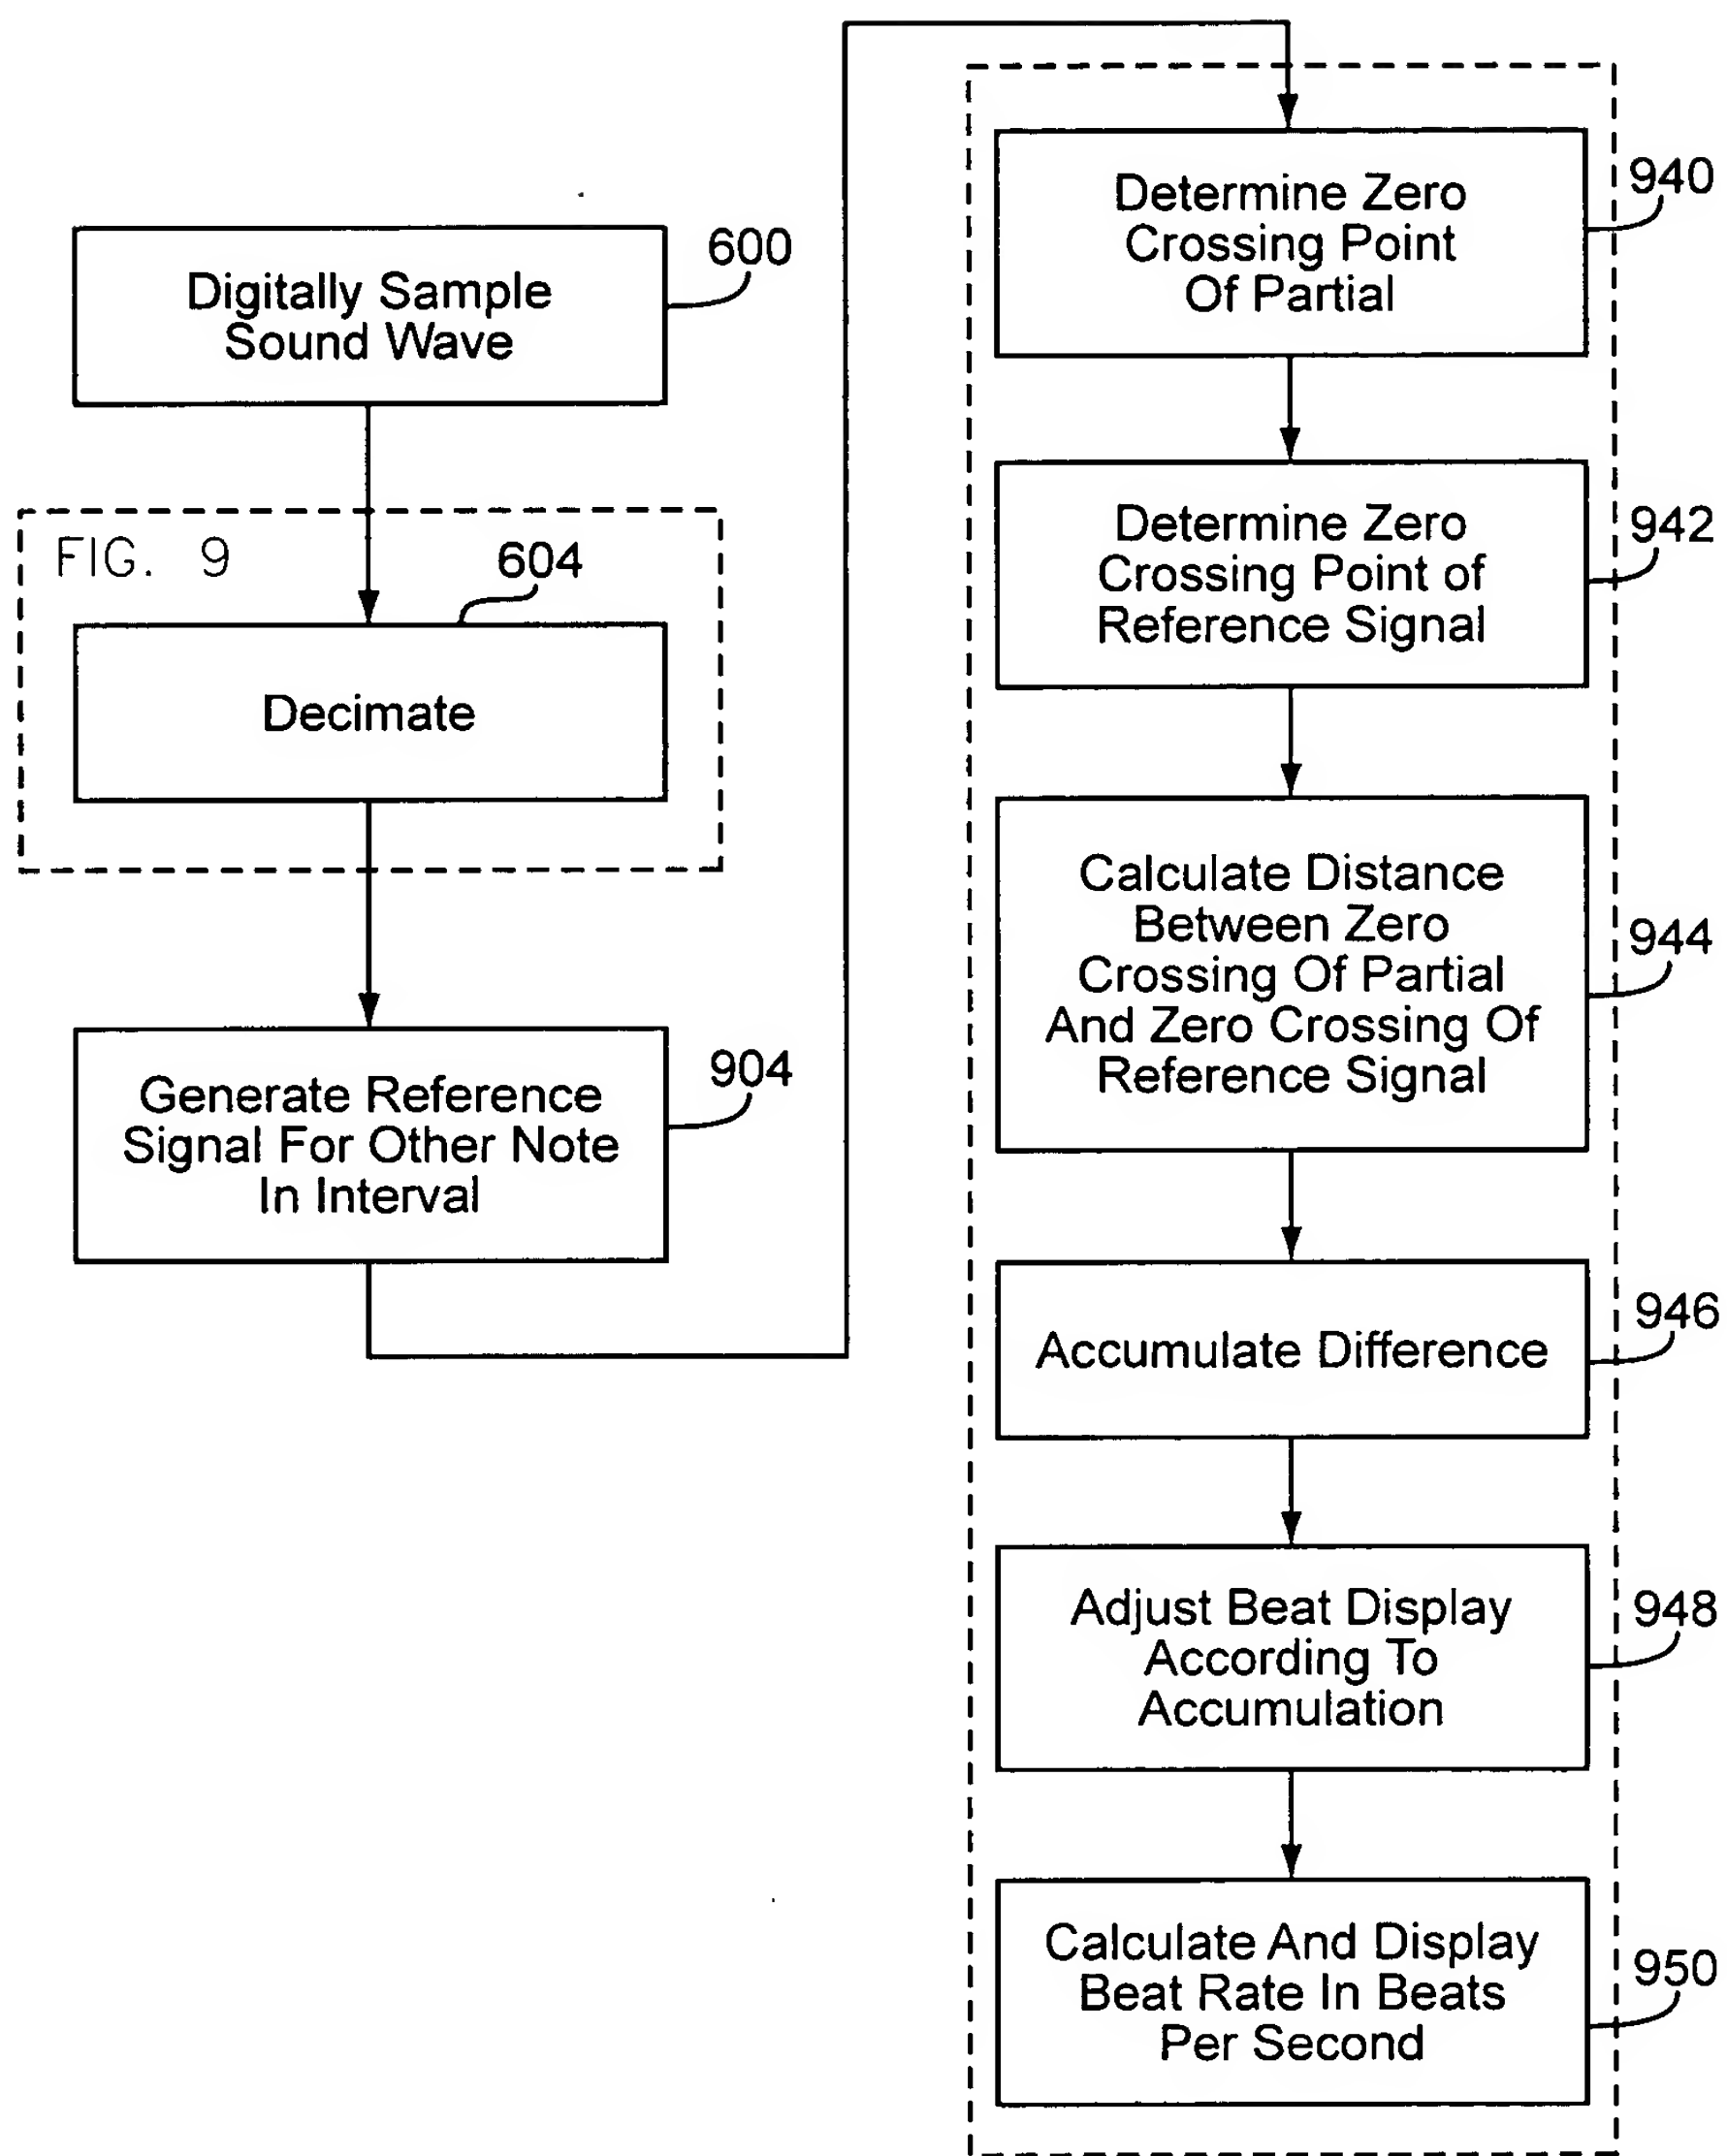 600
Digitally Sample
Sound Wave
FIG. 9
604
Decimate
904
Generate Reference
Signal For Other Note
In Interval
940
Determine Zero
Crossing Point
Of Partial
942
Determine Zero
Crossing Point of
Reference Signal
944
Calculate Distance
Between Zero
Crossing Of Partial
And Zero Crossing Of
Reference Signal
946
Accumulate Difference
948
Adjust Beat Display
According To
Accumulation
950
Calculate And Display
Beat Rate In Beats
Per Second